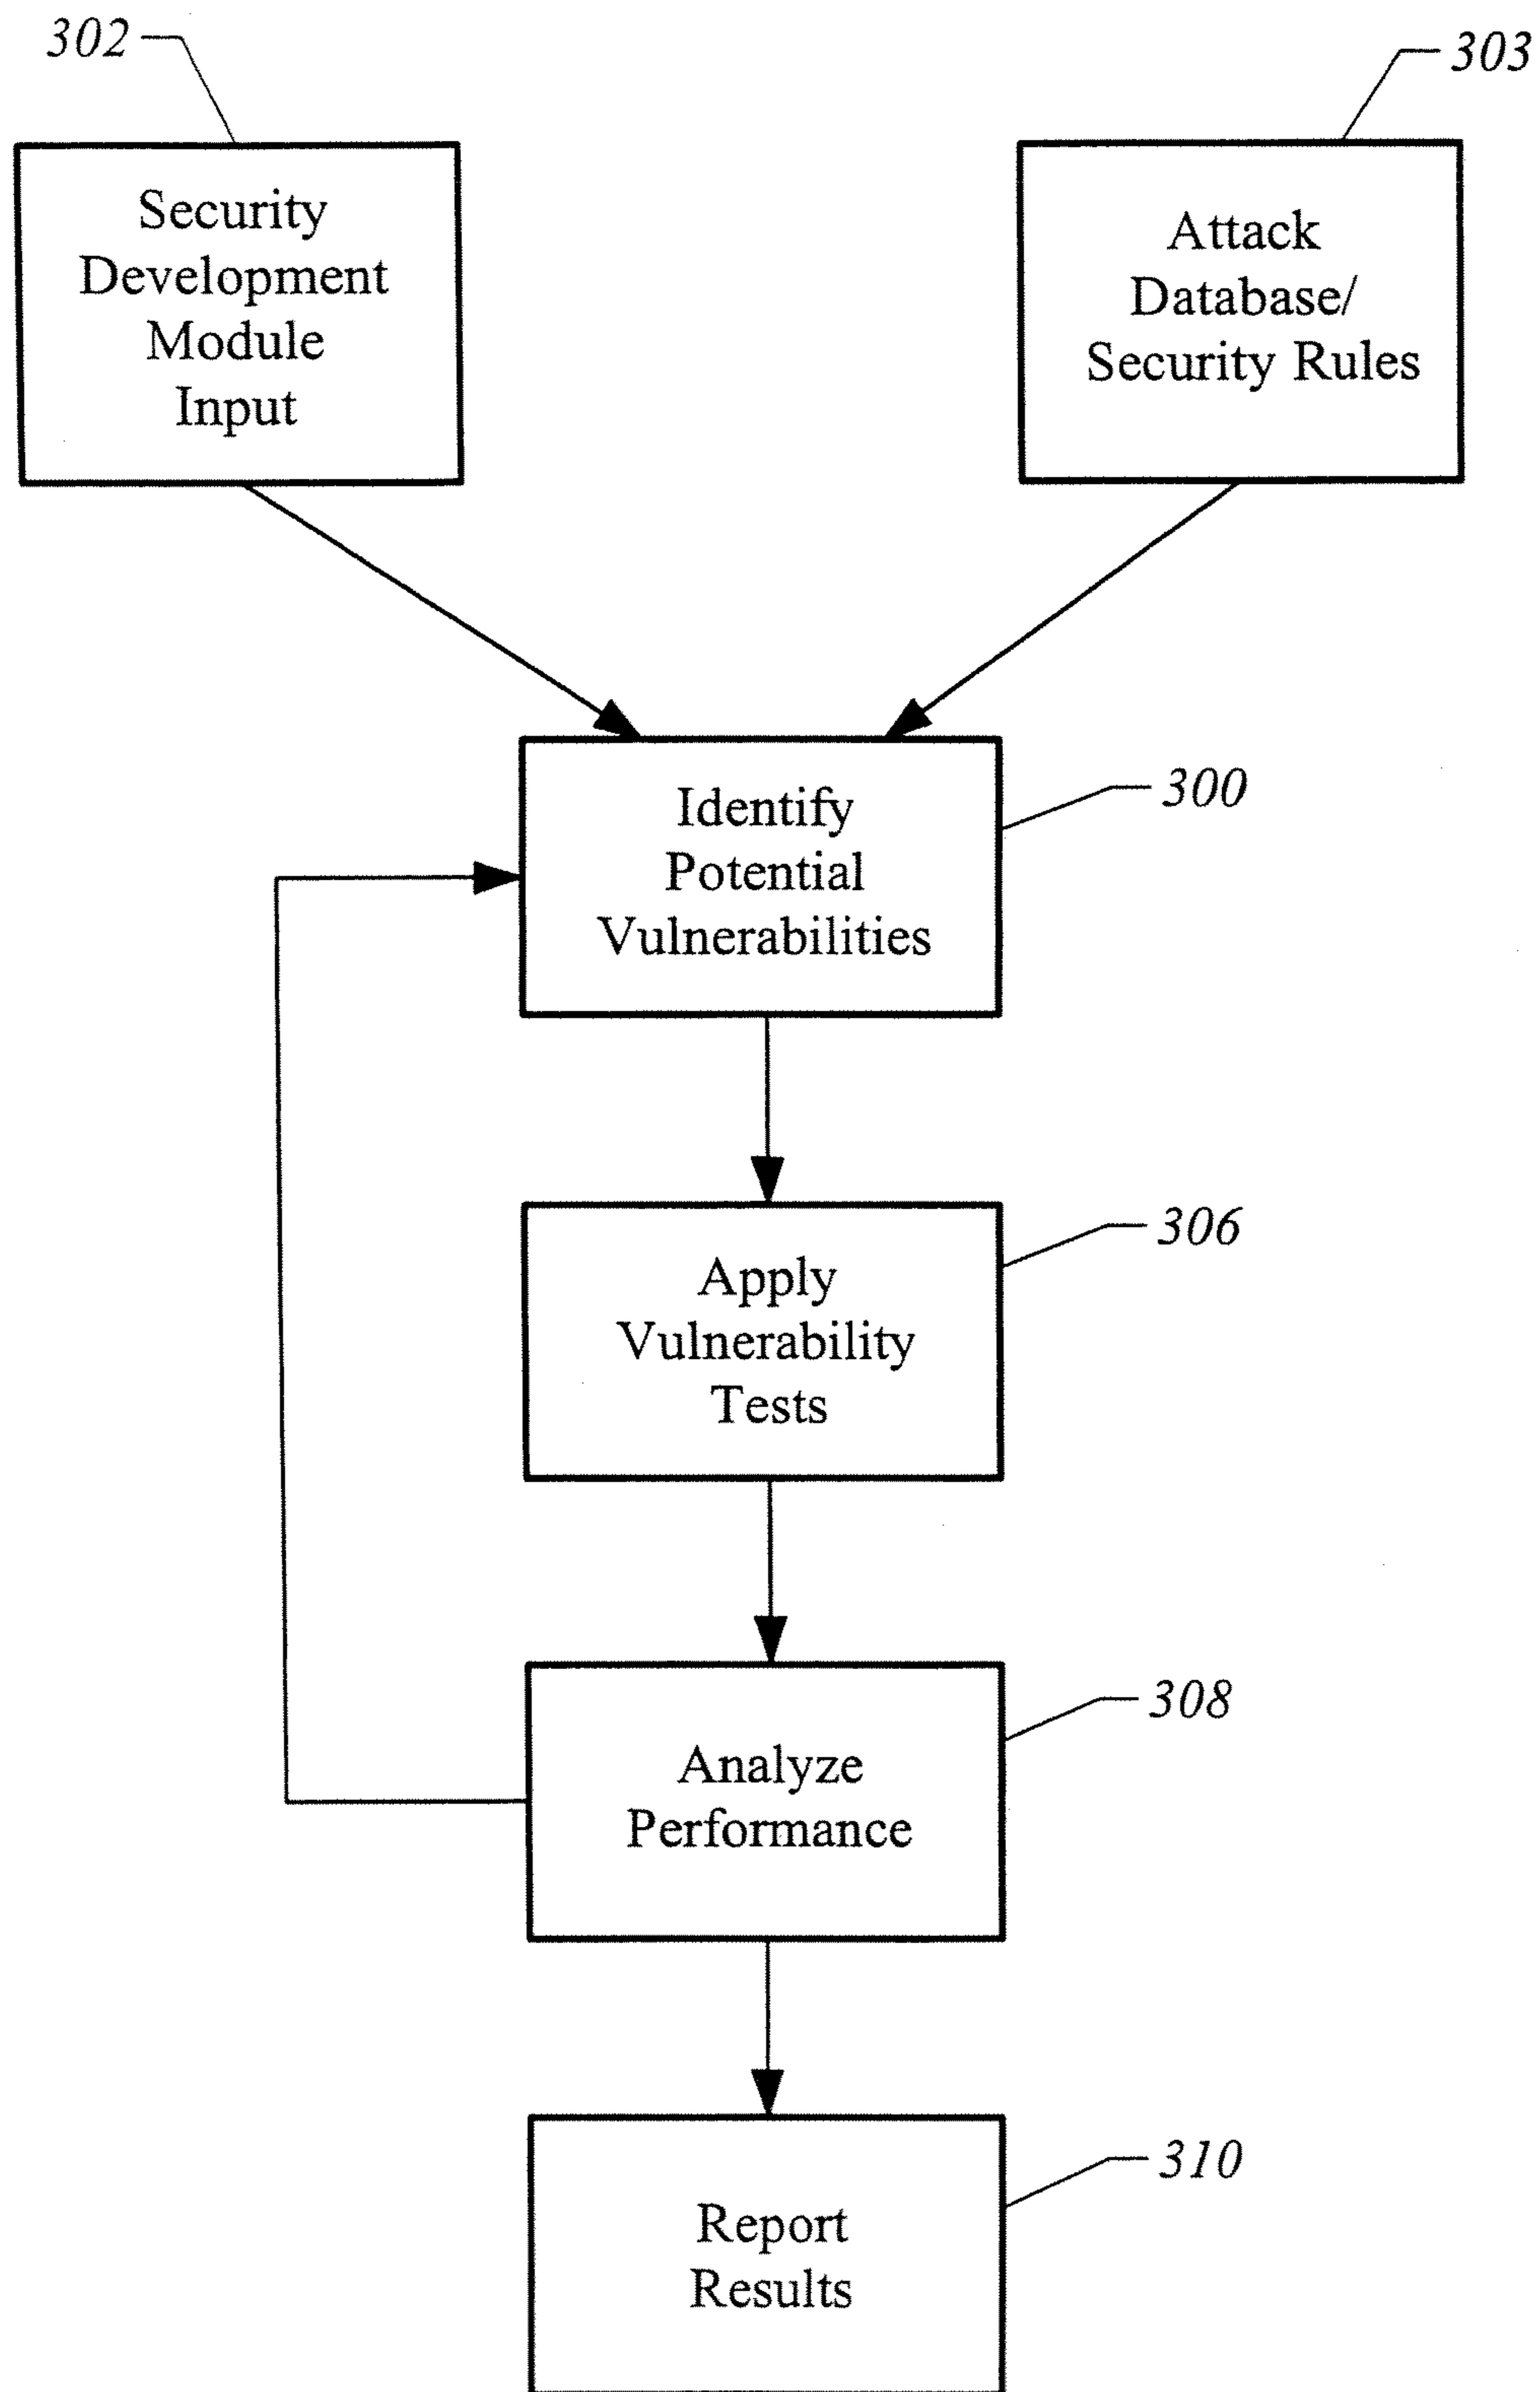 302
303
Security
Development
Module
Input
Attack
Database/
Security Rules
300
Identify
Potential
Vulnerabilities
306
Apply
Vulnerability
Tests
308
Analyze
Performance
310
Report
Results